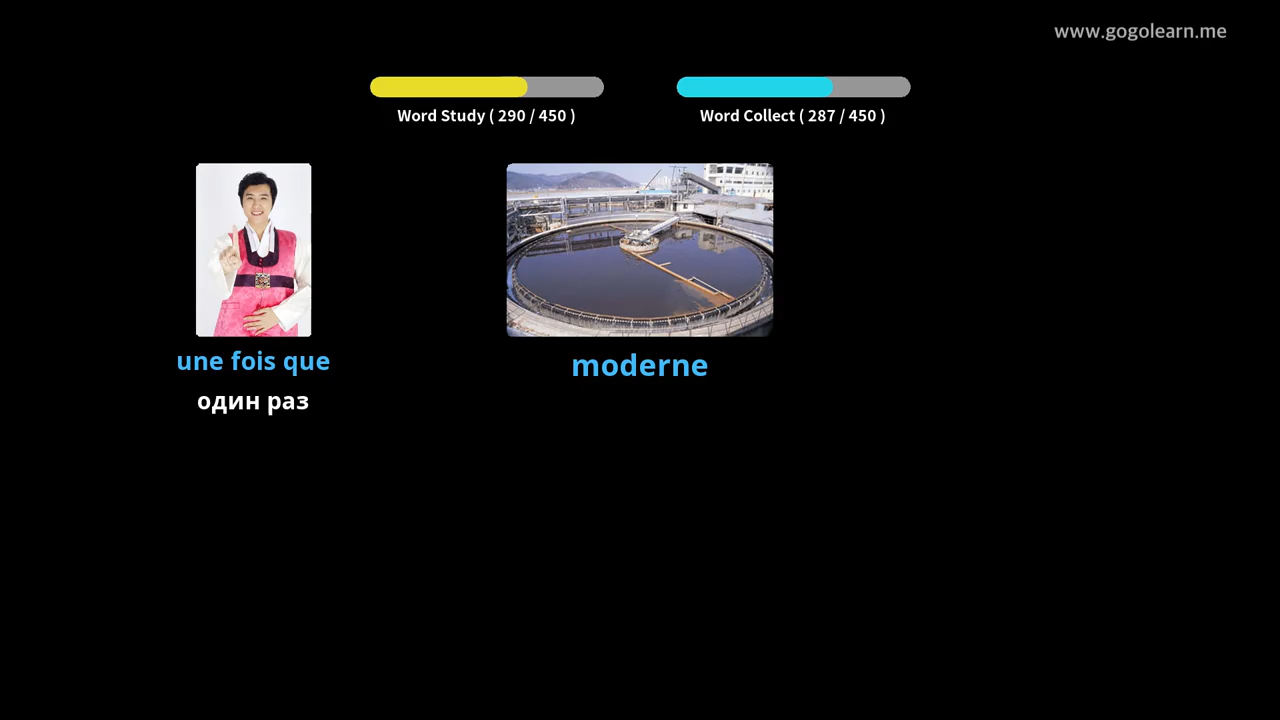 www.gogolearn.me
Word Study ( 290 / 450 )
Word Collect ( 287 / 450 )
une fois que
один раз
moderne